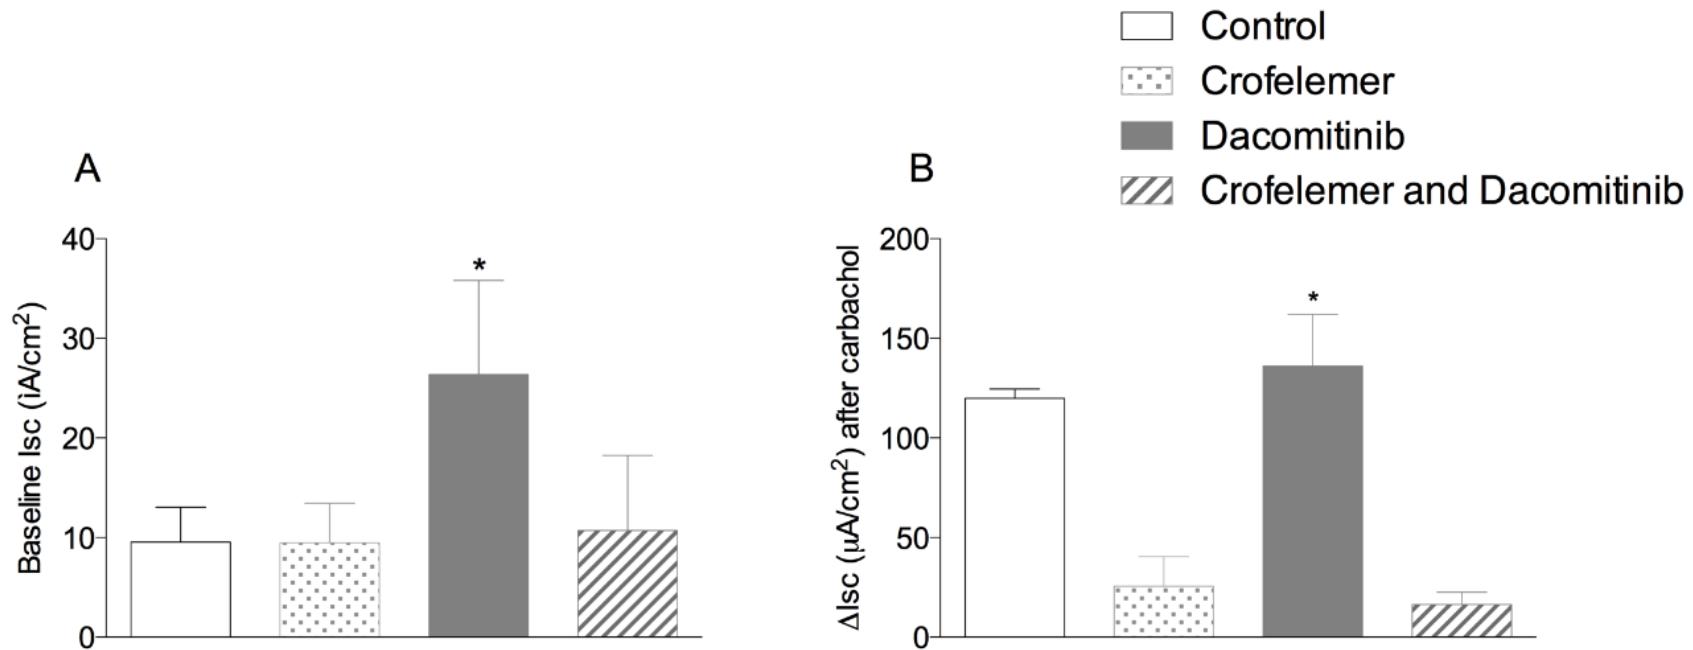 Control
Crofelemer
Dacomitinib
Crofelemer and Dacomitinib
A
40
30
20
10
0
Baseline Isc (ìA/cm²)
*
B
200
150
100
50
0
ΔIsc (μA/cm²) after carbachol
*